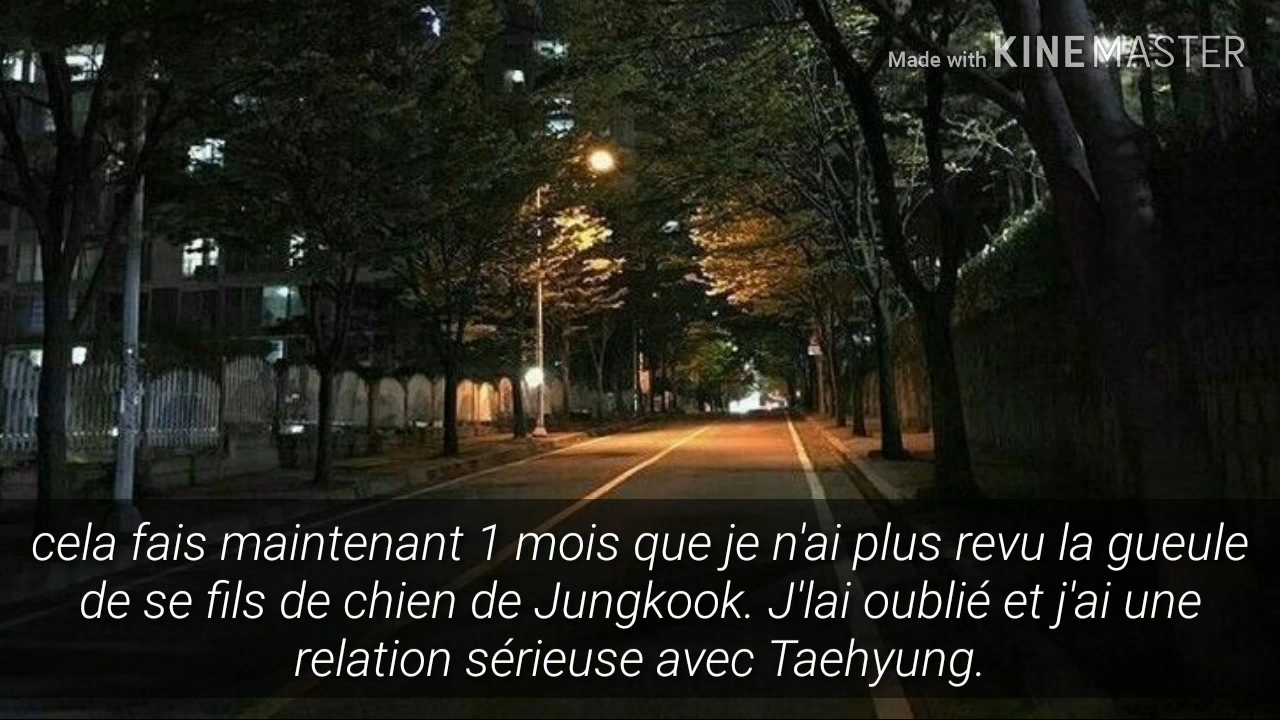 Made with KINEMASTER
cela fais maintenant 1 mois que je n'ai plus revu la gueule
de se fils de chien de Jungkook. J'lai oublié et j'ai une
relation sérieuse avec Taehyung.